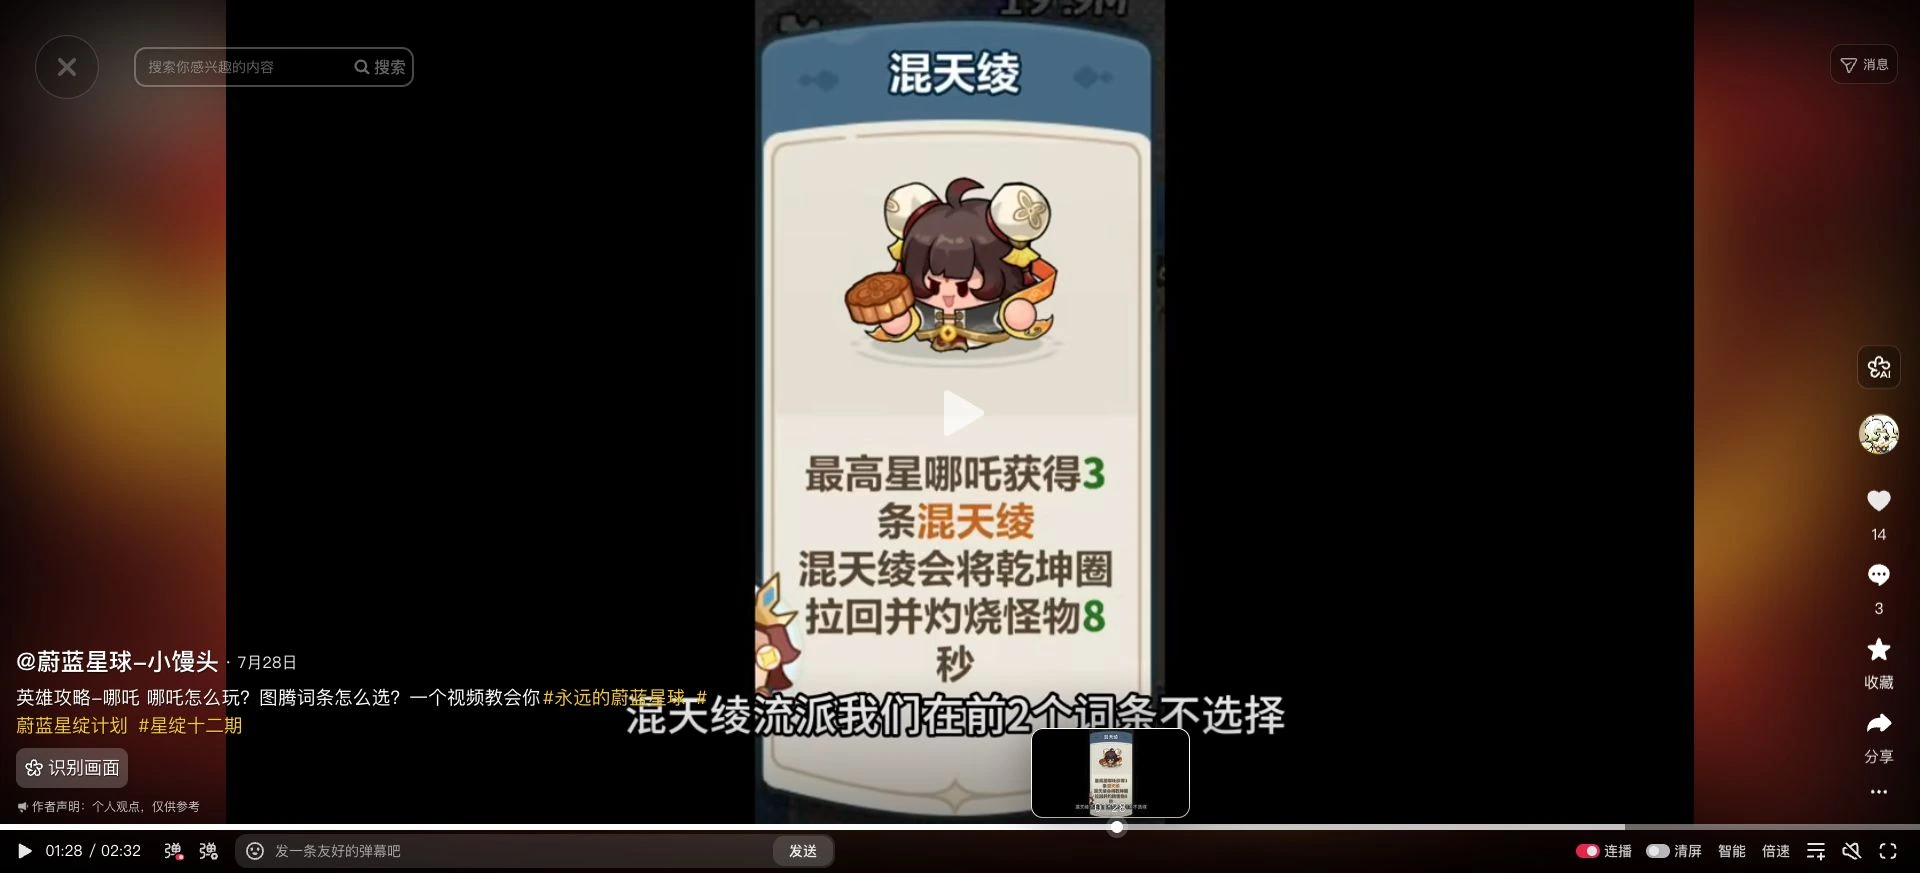 搜索你感兴趣的内容
搜索
消息
混天绫
最高星哪吒获得3
条混天绫
混天绫会将乾坤圈
拉回并灼烧怪物8
秒
混天绫流派我们在前2个词条不选择
AI
14
3
收藏
分享
@蔚蓝星球-小馒头 · 7月28日
英雄攻略-哪吒 哪吒怎么玩？图腾词条怎么选？一个视频教会你#永远的蔚蓝星球 #
蔚蓝星绽计划 #星绽十二期
识别画面
作者声明：个人观点，仅供参考
01:28 / 02:32
弹
弹
发一条友好的弹幕吧
发送
连播
清屏
智能
倍速